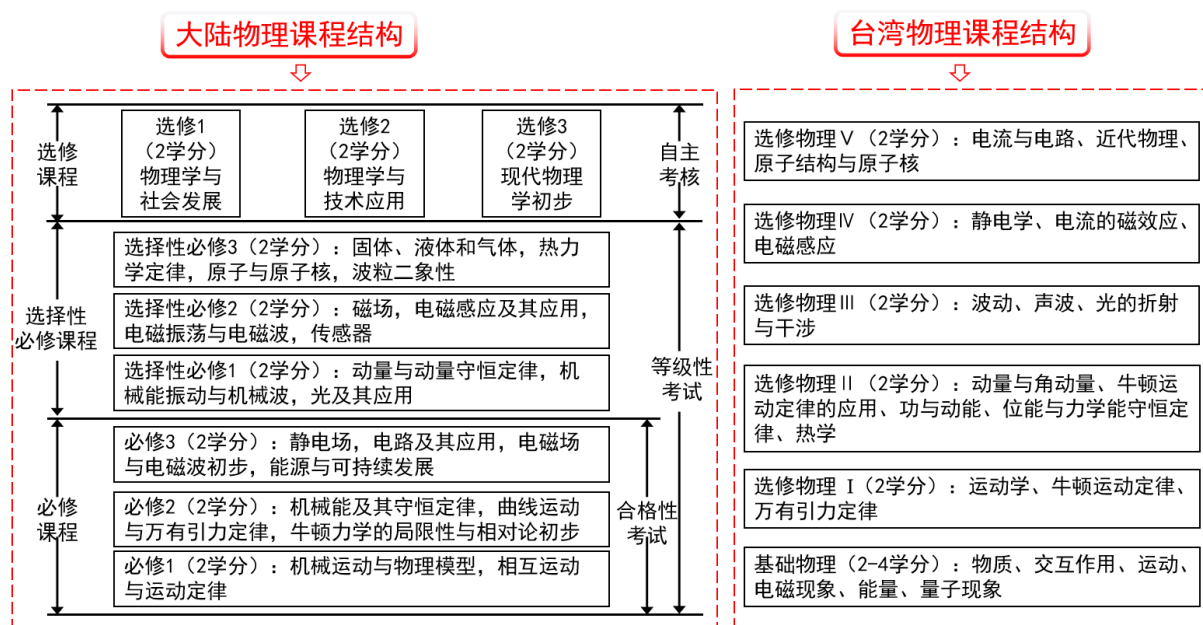 大陆物理课程结构
选修
课程
选修1
（2学分）
物理学与
社会发展
选修2
（2学分）
物理学与
技术应用
选修3
（2学分）
现代物理
学初步
自主
考核
选择性
必修课程
选择性必修3（2学分）：固体、液体和气体，热力
学定律，原子与原子核，波粒二象性
选择性必修2（2学分）：磁场，电磁感应及其应用，
电磁振荡与电磁波，传感器
选择性必修1（2学分）：动量与动量守恒定律，机
械能振动与机械波，光及其应用
等级性
考试
必修
课程
必修3（2学分）：静电场，电路及其应用，电磁场
与电磁波初步，能源与可持续发展
必修2（2学分）：机械能及其守恒定律，曲线运动
与万有引力定律，牛顿力学的局限性与相对论初步
必修1（2学分）：机械运动与物理模型，相互运动
与运动定律
合格性
考试
台湾物理课程结构
选修物理Ⅴ（2学分）：电流与电路、近代物理、
原子结构与原子核
选修物理Ⅳ（2学分）：静电学、电流的磁效应、
电磁感应
选修物理Ⅲ（2学分）：波动、声波、光的折射
与干涉
选修物理Ⅱ（2学分）：动量与角动量、牛顿运
动定律的应用、功与动能、位能与力学能守恒定
律、热学
选修物理 Ⅰ（2学分）：运动学、牛顿运动定律、
万有引力定律
基础物理（2-4学分）：物质、交互作用、运动、
电磁现象、能量、量子现象